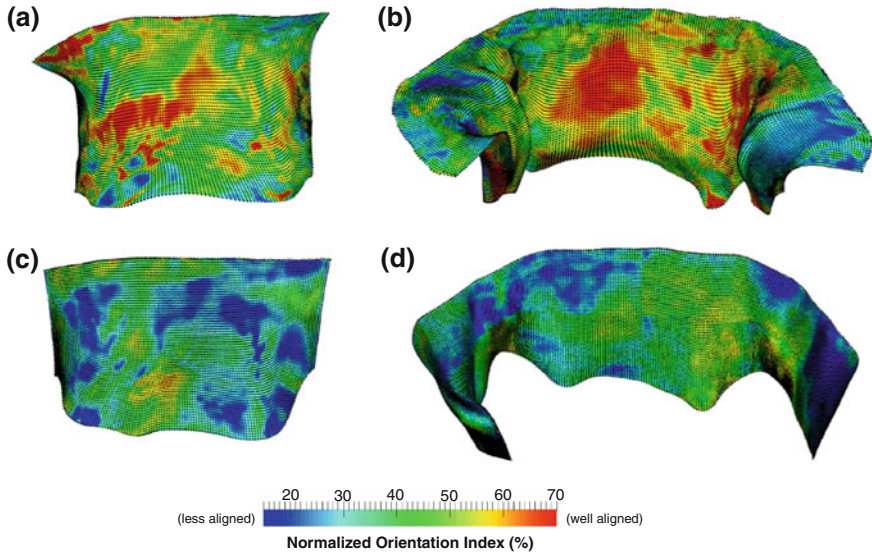 (a)
(b)
(c)
(d)
20 30 40 50 60 70
(less aligned)
(well aligned)
Normalized Orientation Index (%)